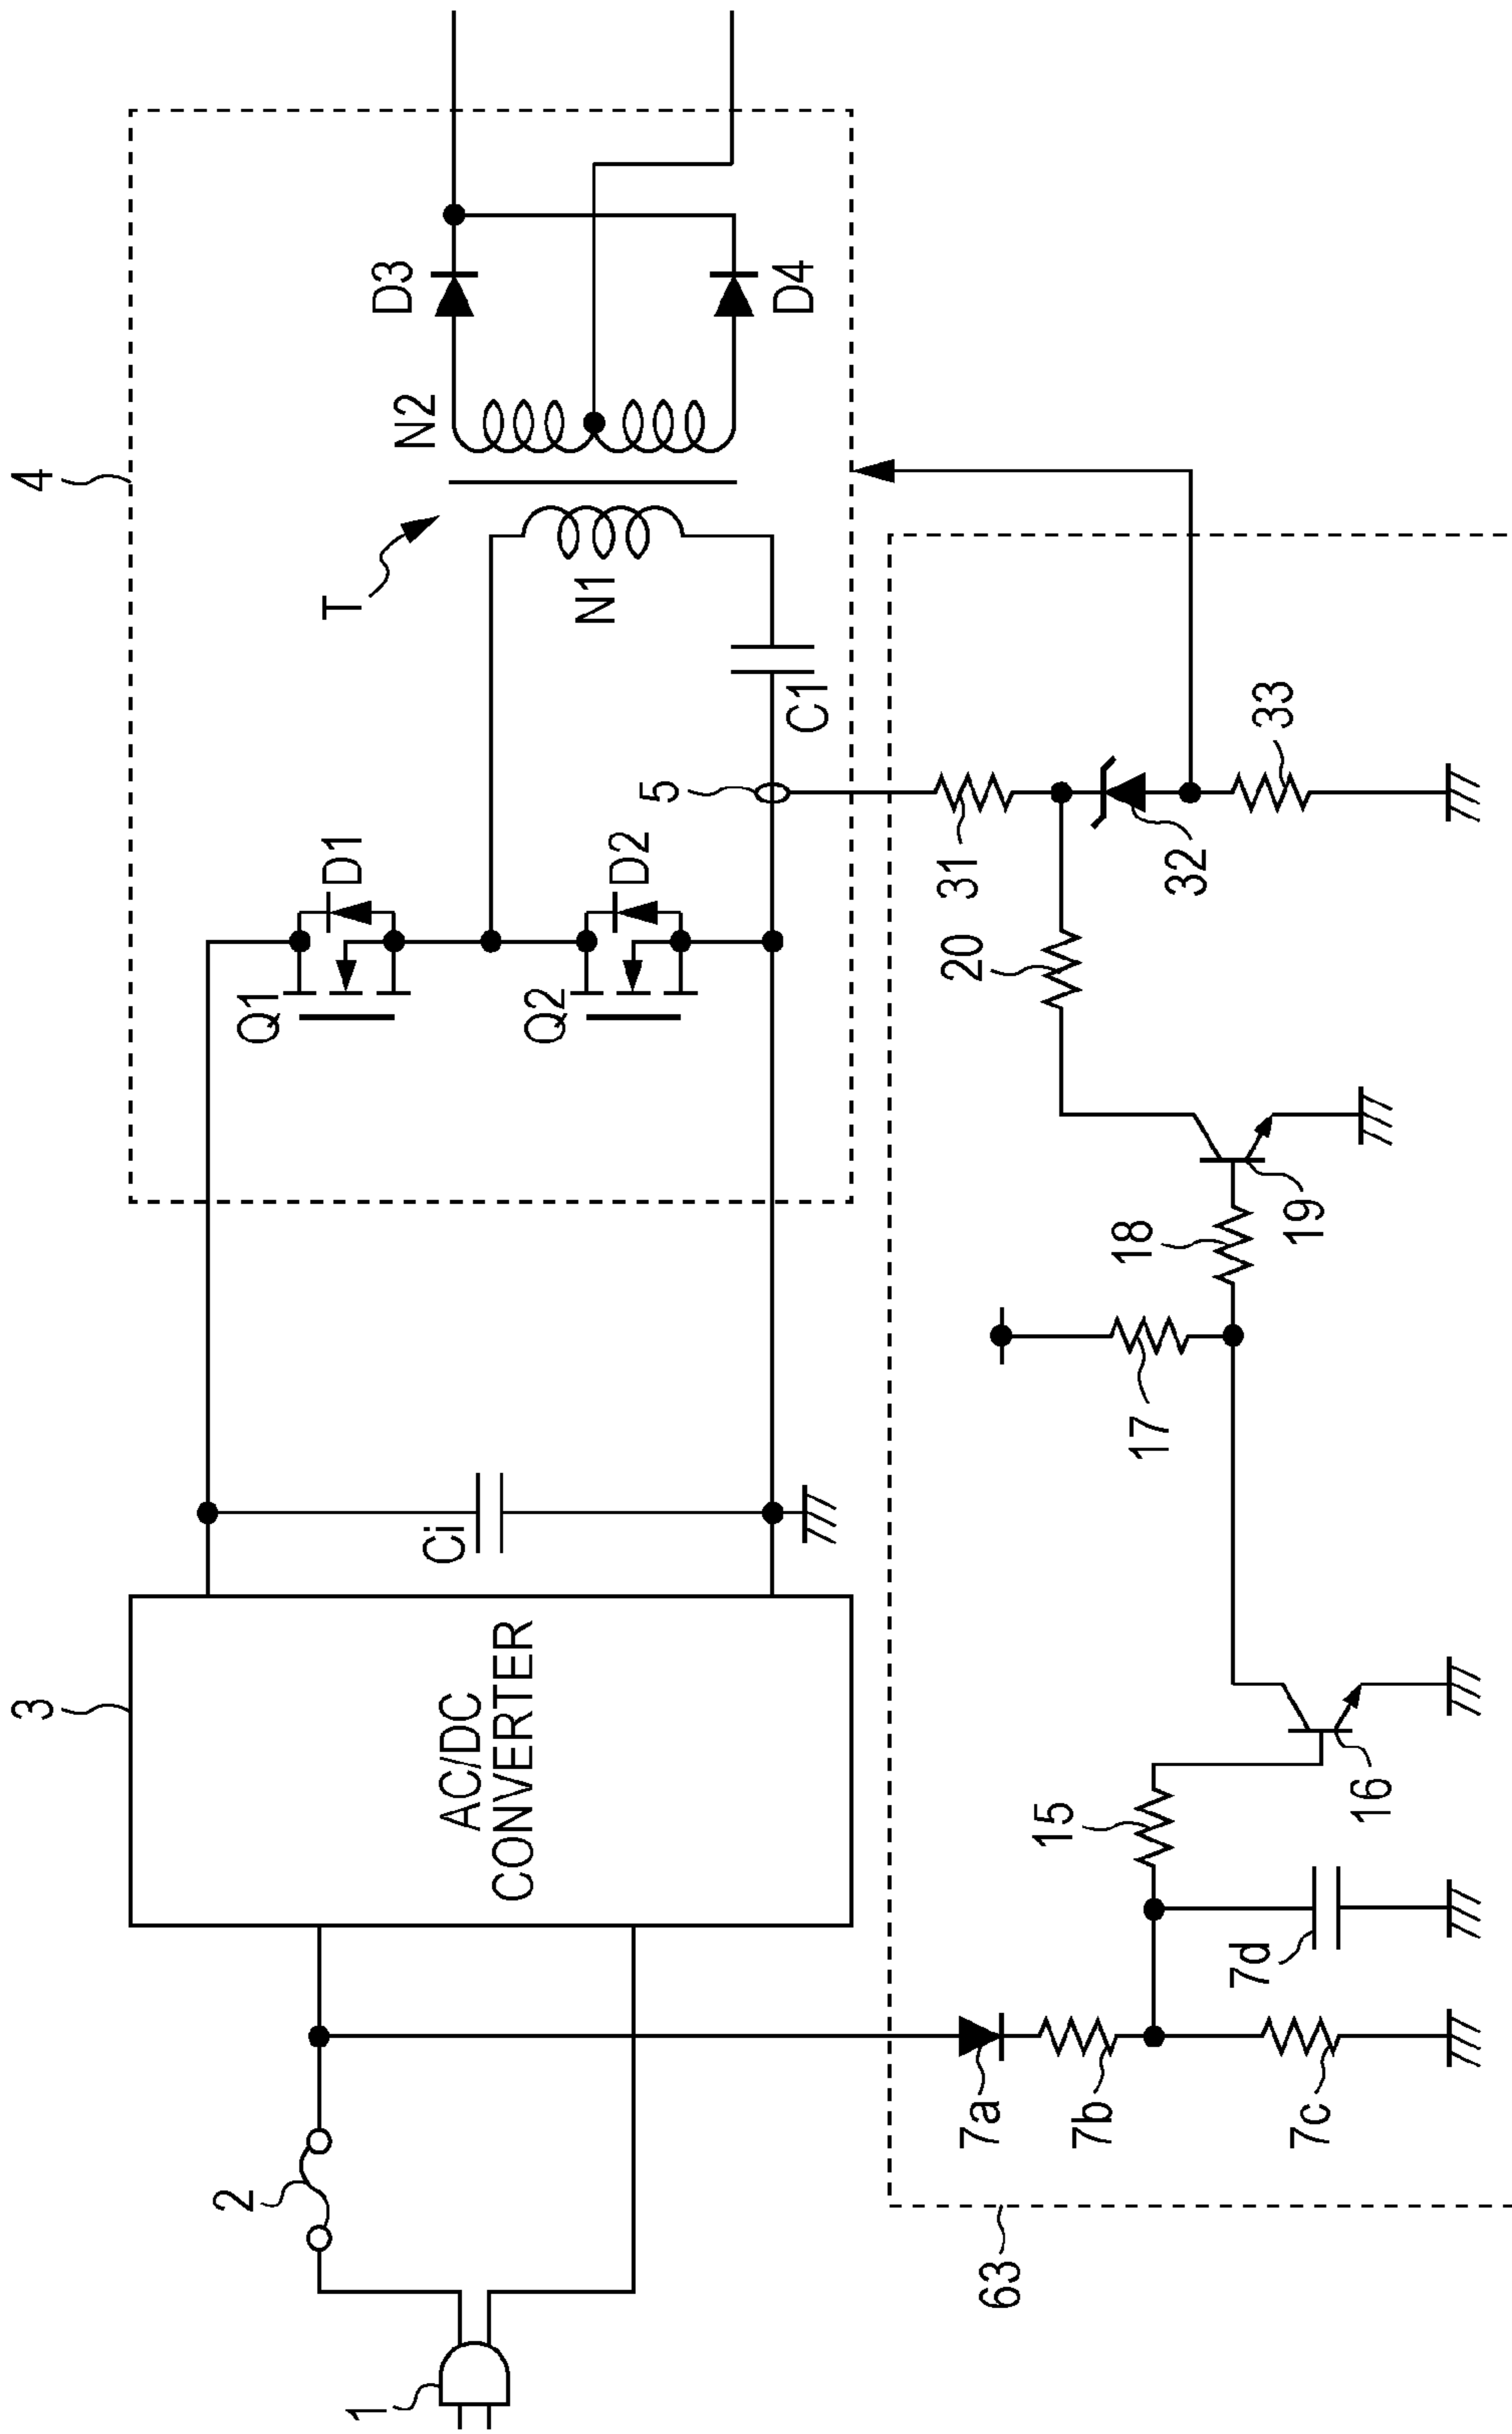 4
T
N2
D3
D4
N1
C1
5
D1
D2
Q1
Q2
Ci
3
AC/DC
CONVERTER
2
1
31
32
33
20
19
18
17
15
16
7d
7a
7b
7c
63